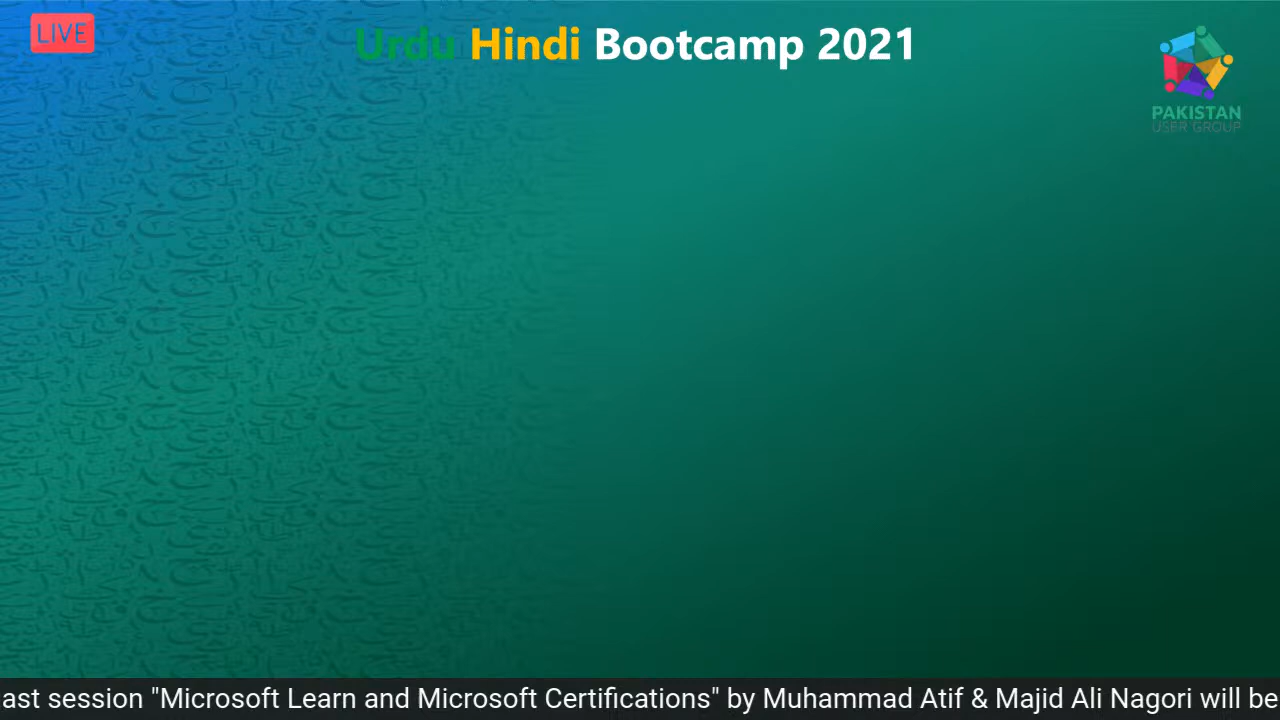 LIVE
Urdu Hindi Bootcamp 2021
PAKISTAN
USER GROUP
last session "Microsoft Learn and Microsoft Certifications" by Muhammad Atif & Majid Ali Nagori will be